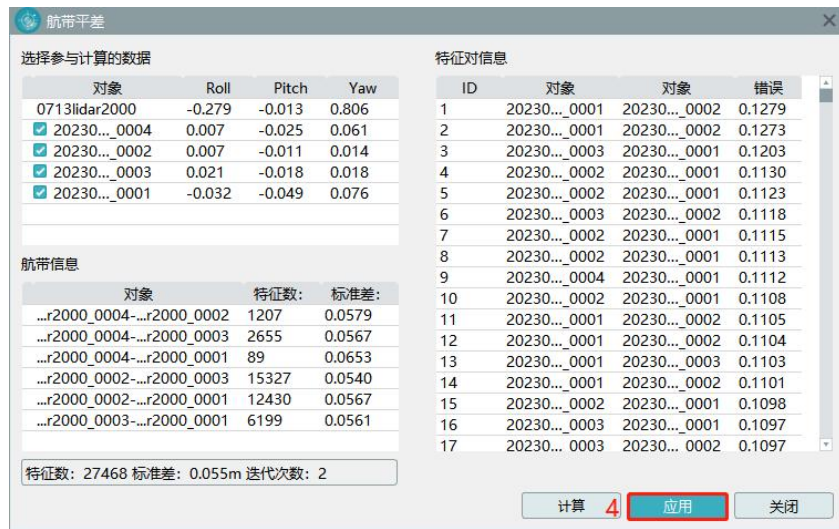 航带平差
选择参与计算的数据
对象 Roll Pitch Yaw
0713lidar2000 -0.279 -0.013 0.806
20230..._0004 0.007 -0.025 0.061
20230..._0002 0.007 -0.011 0.014
20230..._0003 0.021 -0.018 0.018
20230..._0001 -0.032 -0.049 0.076
航带信息
对象 特征数: 标准差:
...r2000_0004-...r2000_0002 1207 0.0579
...r2000_0004-...r2000_0003 2655 0.0567
...r2000_0004-...r2000_0001 89 0.0653
...r2000_0002-...r2000_0003 15327 0.0540
...r2000_0002-...r2000_0001 12430 0.0567
...r2000_0003-...r2000_0001 6199 0.0561
特征数: 27468 标准差: 0.055m 迭代次数: 2
特征对信息
ID 对象 对象 错误
1 20230..._0001 20230..._0002 0.1279
2 20230..._0001 20230..._0002 0.1273
3 20230..._0003 20230..._0001 0.1203
4 20230..._0002 20230..._0001 0.1130
5 20230..._0002 20230..._0001 0.1123
6 20230..._0003 20230..._0002 0.1118
7 20230..._0002 20230..._0001 0.1115
8 20230..._0002 20230..._0001 0.1113
9 20230..._0004 20230..._0001 0.1112
10 20230..._0002 20230..._0001 0.1108
11 20230..._0001 20230..._0002 0.1105
12 20230..._0001 20230..._0002 0.1104
13 20230..._0001 20230..._0003 0.1103
14 20230..._0001 20230..._0002 0.1101
15 20230..._0002 20230..._0001 0.1098
16 20230..._0003 20230..._0001 0.1097
17 20230..._0003 20230..._0002 0.1097
计算 4 应用 关闭